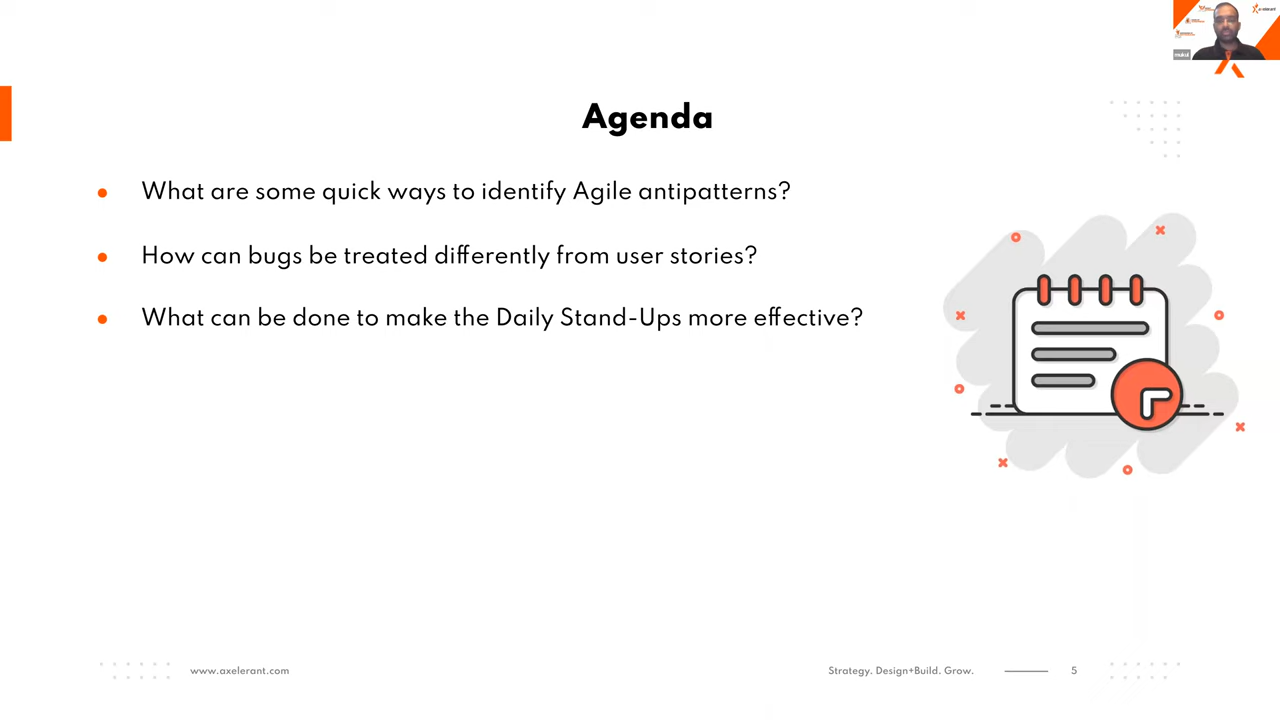 axelerant
mukul
Agenda
What are some quick ways to identify Agile antipatterns?
How can bugs be treated differently from user stories?
What can be done to make the Daily Stand-Ups more effective?
www.axelerant.com
Strategy. Design+Build. Grow.
5